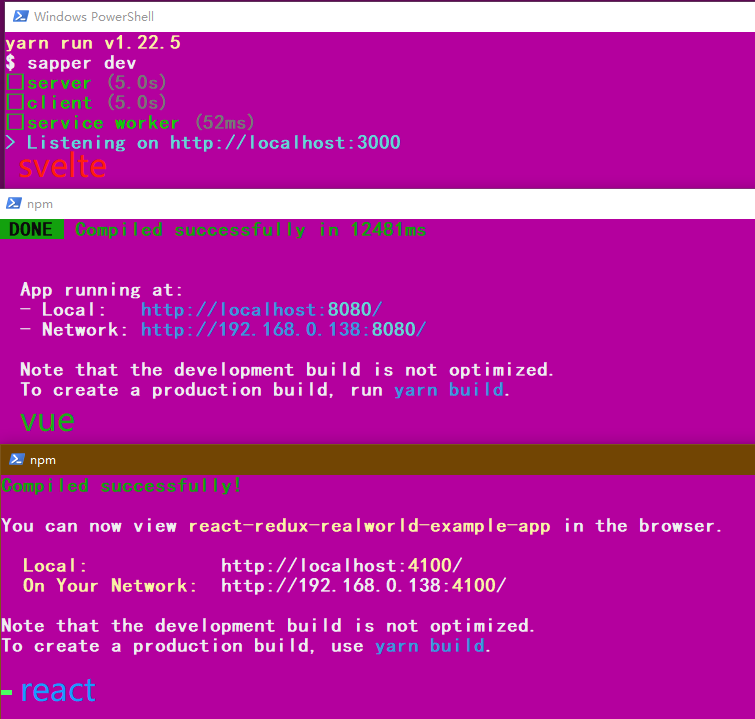 Windows PowerShell
yarn run v1.22.5
$ sapper dev
server (5.0s)
client (5.0s)
service worker (52ms)
> Listening on http://localhost:3000
svelte
npm
DONE Compiled successfully in 12481ms
App running at:
- Local: http://localhost:8080/
- Network: http://192.168.0.138:8080/
Note that the development build is not optimized.
To create a production build, run yarn build.
vue
npm
Compiled successfully!
You can now view react-redux-realworld-example-app in the browser.
Local: http://localhost:4100/
On Your Network: http://192.168.0.138:4100/
Note that the development build is not optimized.
To create a production build, use yarn build.
react